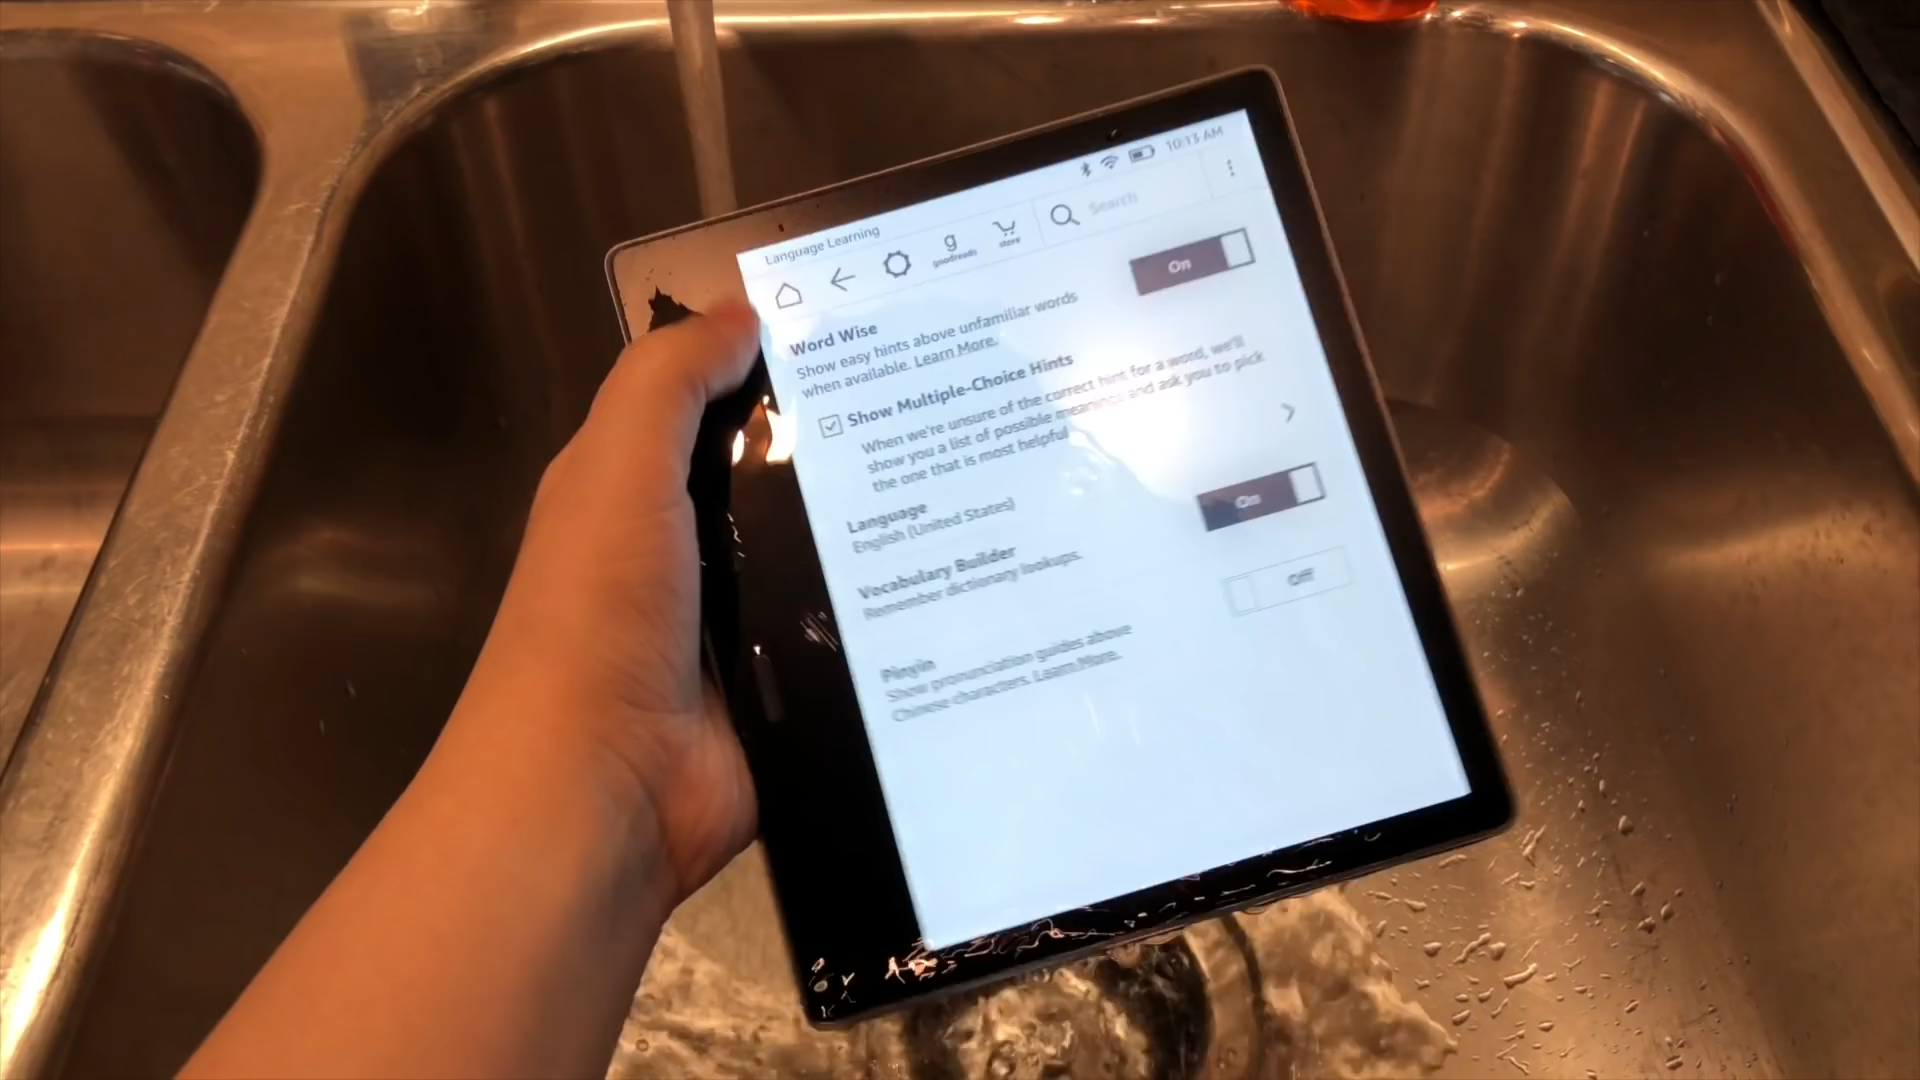 10:13 AM
Language Learning
goodreads
store
Search
Word Wise
Show easy hints above unfamiliar words
when available. Learn More.
On
Show Multiple-Choice Hints
When we're unsure of the correct hint for a word, we'll
show you a list of possible meanings and ask you to pick
the one that is most helpful
Language
English (United States)
Vocabulary Builder
Remember dictionary lookups.
On
Pinyin
Show pronunciation guides above
Chinese characters. Learn More.
Off